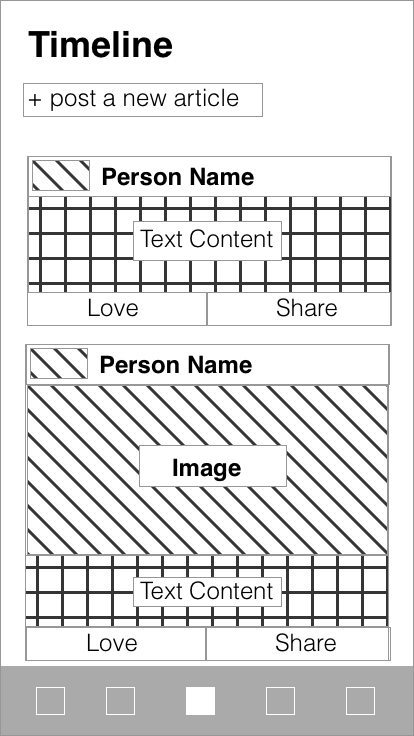 Timeline
+ post a new article
Person Name
Text Content
Love Share
Person Name
Image
Text Content
Love Share